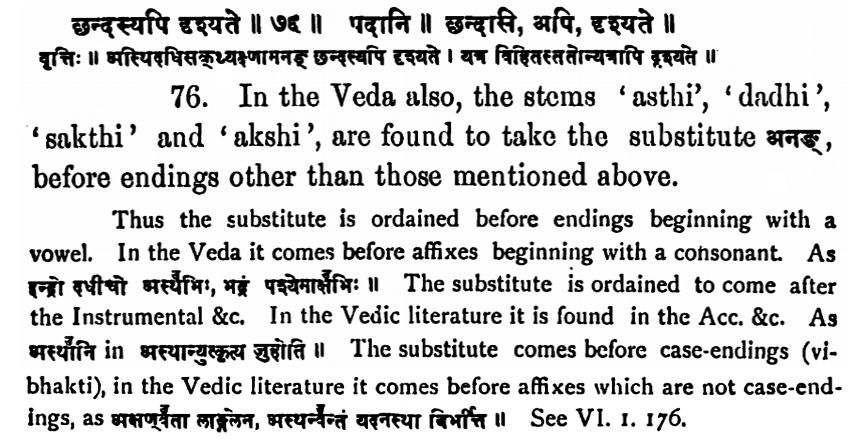 छन्दस्यपि दृश्यते ॥ ७६ ॥ पदानि ॥ छन्दासि, अपि, दृश्यते ॥
वृत्तिः ॥ अस्थिदधिसक्थ्यक्ष्णामनङ् छन्दस्यपि दृश्यते । यत्र विहितस्ततोन्यत्रापि दृश्यते ॥
76. In the Veda also, the stems ‘asthi’, ‘dadhi’,
‘sakthi’ and ‘akshi’, are found to take the substitute अनङ्,
before endings other than those mentioned above.
Thus the substitute is ordained before endings beginning with a
vowel. In the Veda it comes before affixes beginning with a consonant. As
इन्द्रो दधीचो अस्थभिः, भद्रं पश्येमाक्षभिः ॥ The substitute is ordained to come after
the Instrumental &c. In the Vedic literature it is found in the Acc. &c. As
अस्थानि in अस्थान्युत्कृत्य जुहोति ॥ The substitute comes before case-endings (vi-
bhakti), in the Vedic literature it comes before affixes which are not case-end-
ings, as अक्षण्वता लाङ्गलेन, अस्थन्वन्तं यदनस्था बिभर्त्ति ॥ See VI. 1. 176.